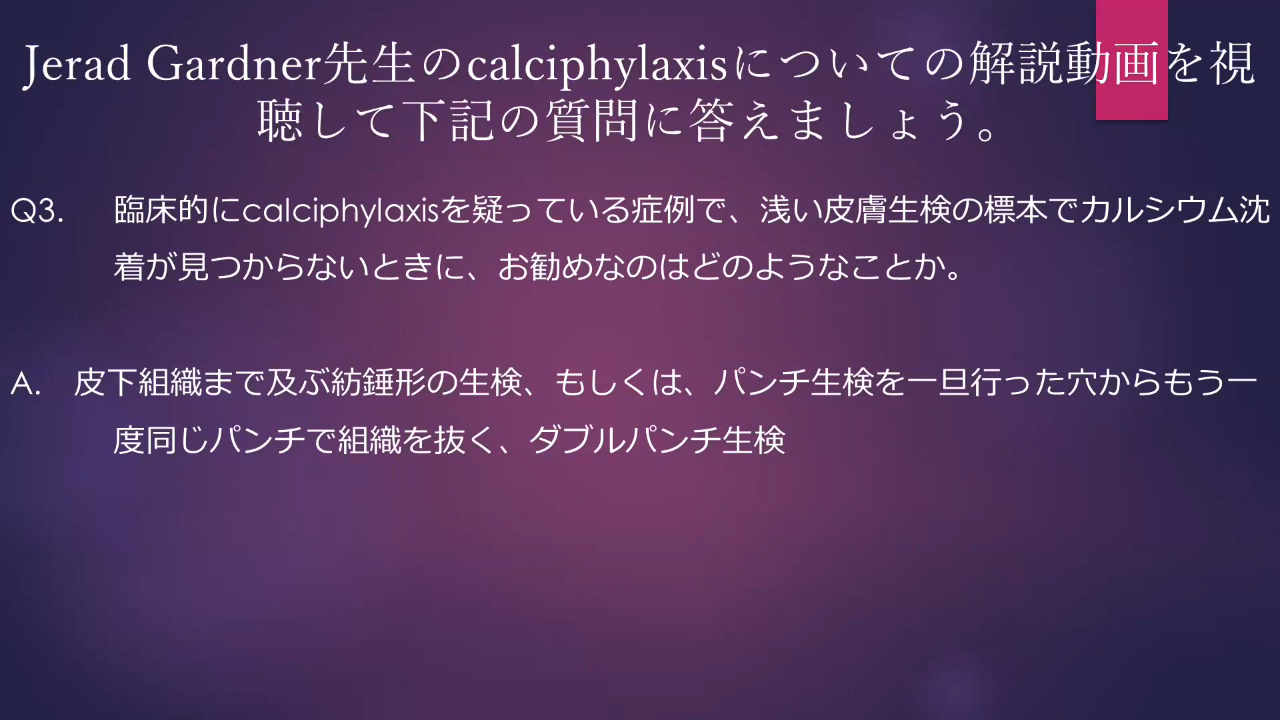 Jerad Gardner先生のcalciphylaxisについての解説動画を視
聴して下記の質問に答えましょう。
Q3. 臨床的にcalciphylaxisを疑っている症例で、浅い皮膚生検の標本でカルシウム沈
着が見つからないときに、お勧めなのはどのようなことか。
A. 皮下組織まで及ぶ紡錘形の生検、もしくは、パンチ生検を一旦行った穴からもう一
度同じパンチで組織を抜く、ダブルパンチ生検